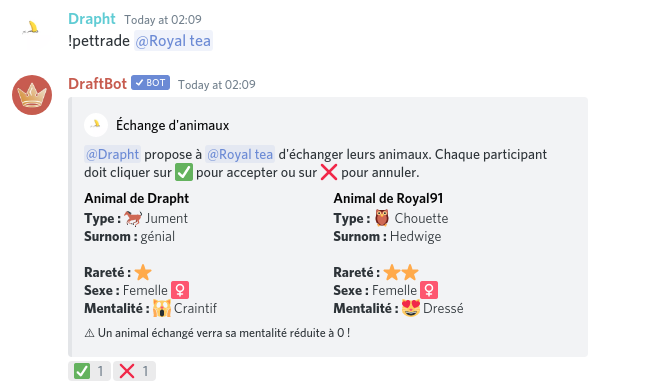 Drapht Today at 02:09
!pettrade @Royal tea
DraftBot ✓ BOT Today at 02:09
Échange d'animaux
@Drapht propose à @Royal tea d'échanger leurs animaux. Chaque participant
doit cliquer sur ✅ pour accepter ou sur ❌ pour annuler.
Animal de Drapht
Type : 🐎 Jument
Surnom : génial
Rareté : ⭐
Sexe : Femelle ♀
Mentalité : 🙀 Craintif
Animal de Royal91
Type : 🦉 Chouette
Surnom : Hedwige
Rareté : ⭐⭐
Sexe : Femelle ♀
Mentalité : 😻 Dressé
⚠ Un animal échangé verra sa mentalité réduite à 0 !
✅ 1 ❌ 1